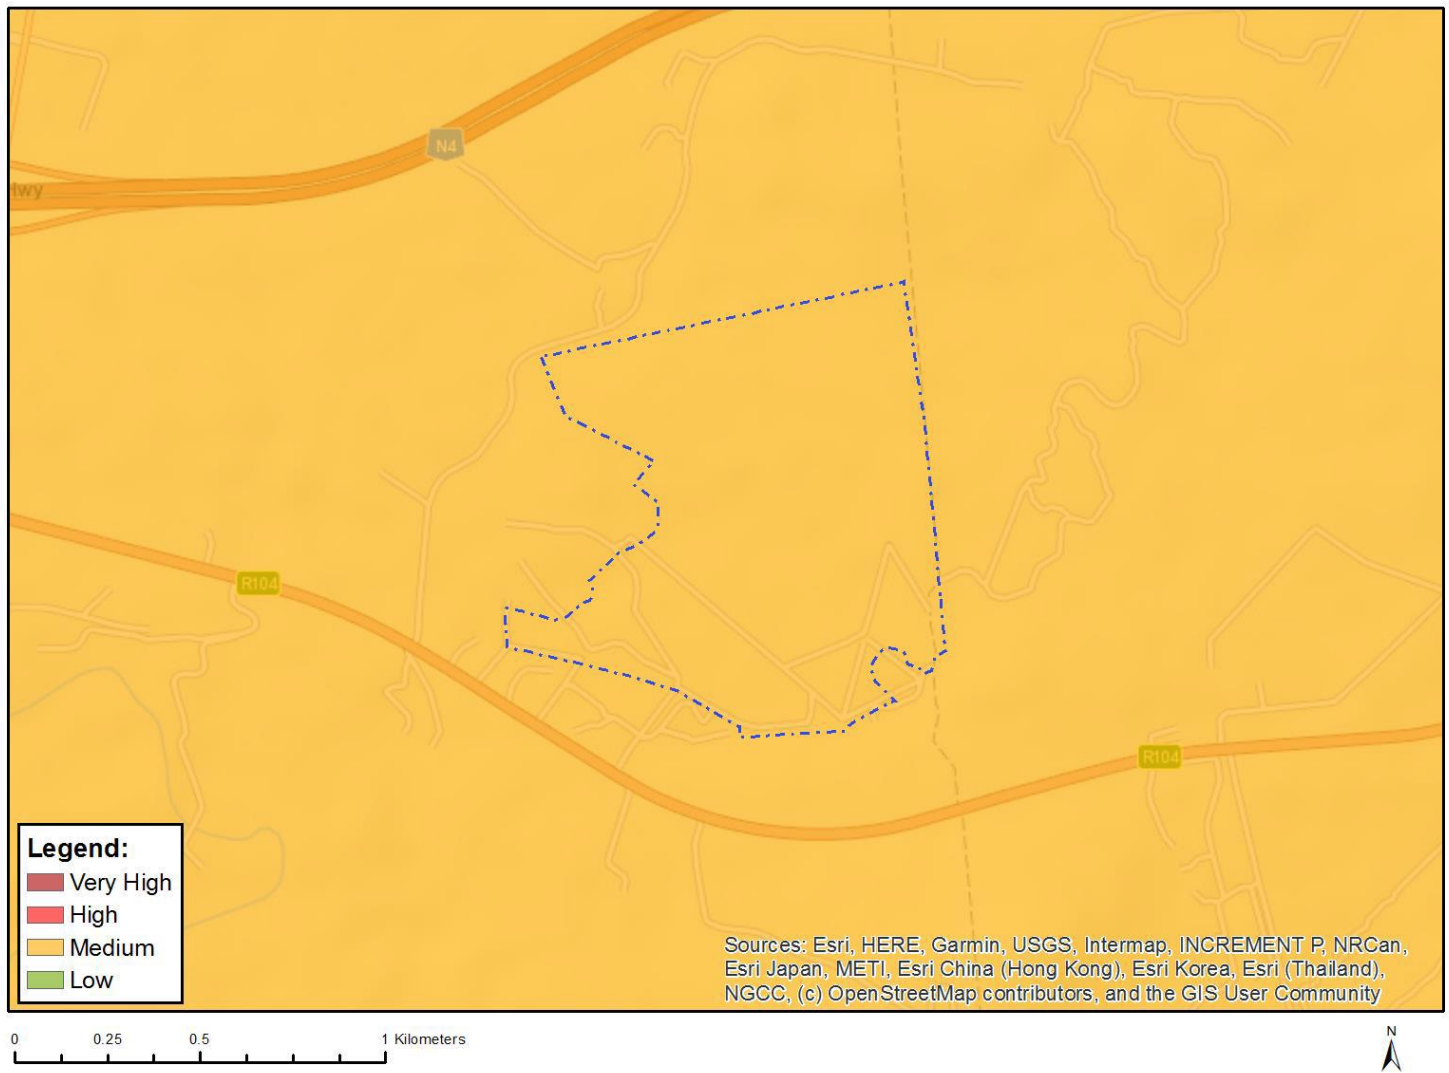 N4
Hwy
R104
R104
Legend:
Very High
High
Medium
Low
Sources: Esri, HERE, Garmin, USGS, Intermap, INCREMENT P, NRCan,
Esri Japan, METI, Esri China (Hong Kong), Esri Korea, Esri (Thailand),
NGCC, (c) OpenStreetMap contributors, and the GIS User Community
0 0.25 0.5 1 Kilometers
N